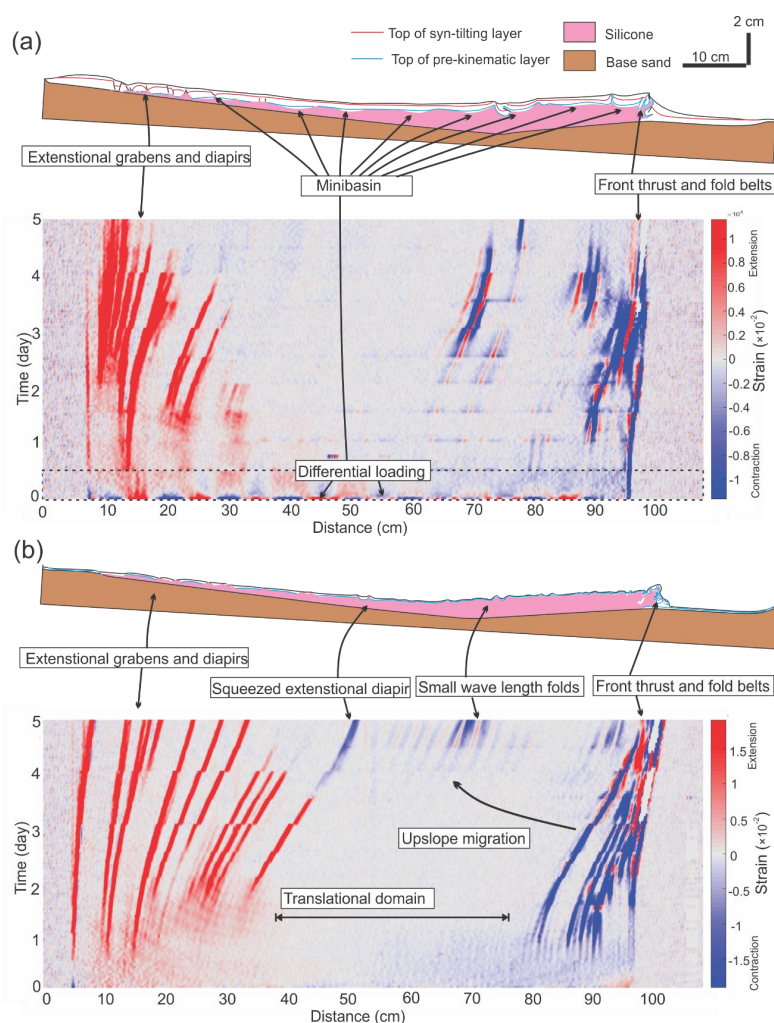 (a)
Top of syn-tilting layer
Silicone
2 cm
Top of pre-kinematic layer
Base sand
10 cm
Extenstional grabens and diapirs
Minibasin
Front thrust and fold belts
5
4
3
2
1
0
Time (day)
Differential loading
0 10 20 30 40 50 60 70 80 90 100
Distance (cm)
1
0.8
0.6
0.4
0.2
0
-0.2
-0.4
-0.6
-0.8
-1
Extension
Strain (×10⁻²)
Contraction
(b)
Extenstional grabens and diapirs
Squeezed extenstional diapir
Small wave length folds
Front thrust and fold belts
5
4
3
2
1
0
Time (day)
Upslope migration
Translational domain
0 10 20 30 40 50 60 70 80 90 100
Distance (cm)
1.5
1
0.5
0
-0.5
-1
-1.5
Extension
Strain (×10⁻²)
Contraction